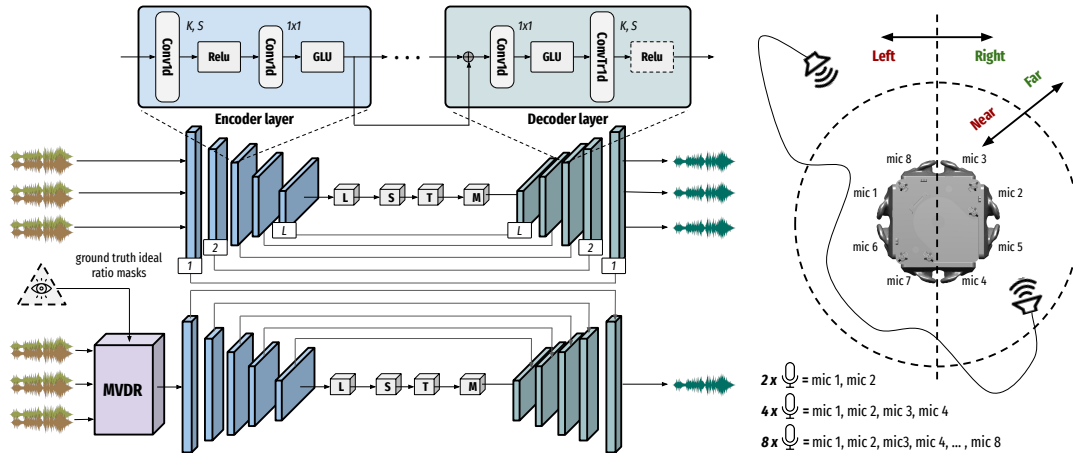 K, S
1x1
Conv1d
Relu
Conv1d
GLU
Encoder layer
1x1
K, S
Conv1d
GLU
ConvTr1d
Relu
Decoder layer
L
S
T
M
L
2
1
L
2
1
ground truth ideal
ratio masks
MVDR
L
S
T
M
Left
Right
Near
Far
mic 8
mic 3
mic 1
mic 2
mic 6
mic 5
mic 7
mic 4
2 x = mic 1, mic 2
4 x = mic 1, mic 2, mic 3, mic 4
8 x = mic 1, mic 2, mic3, mic 4, ... , mic 8